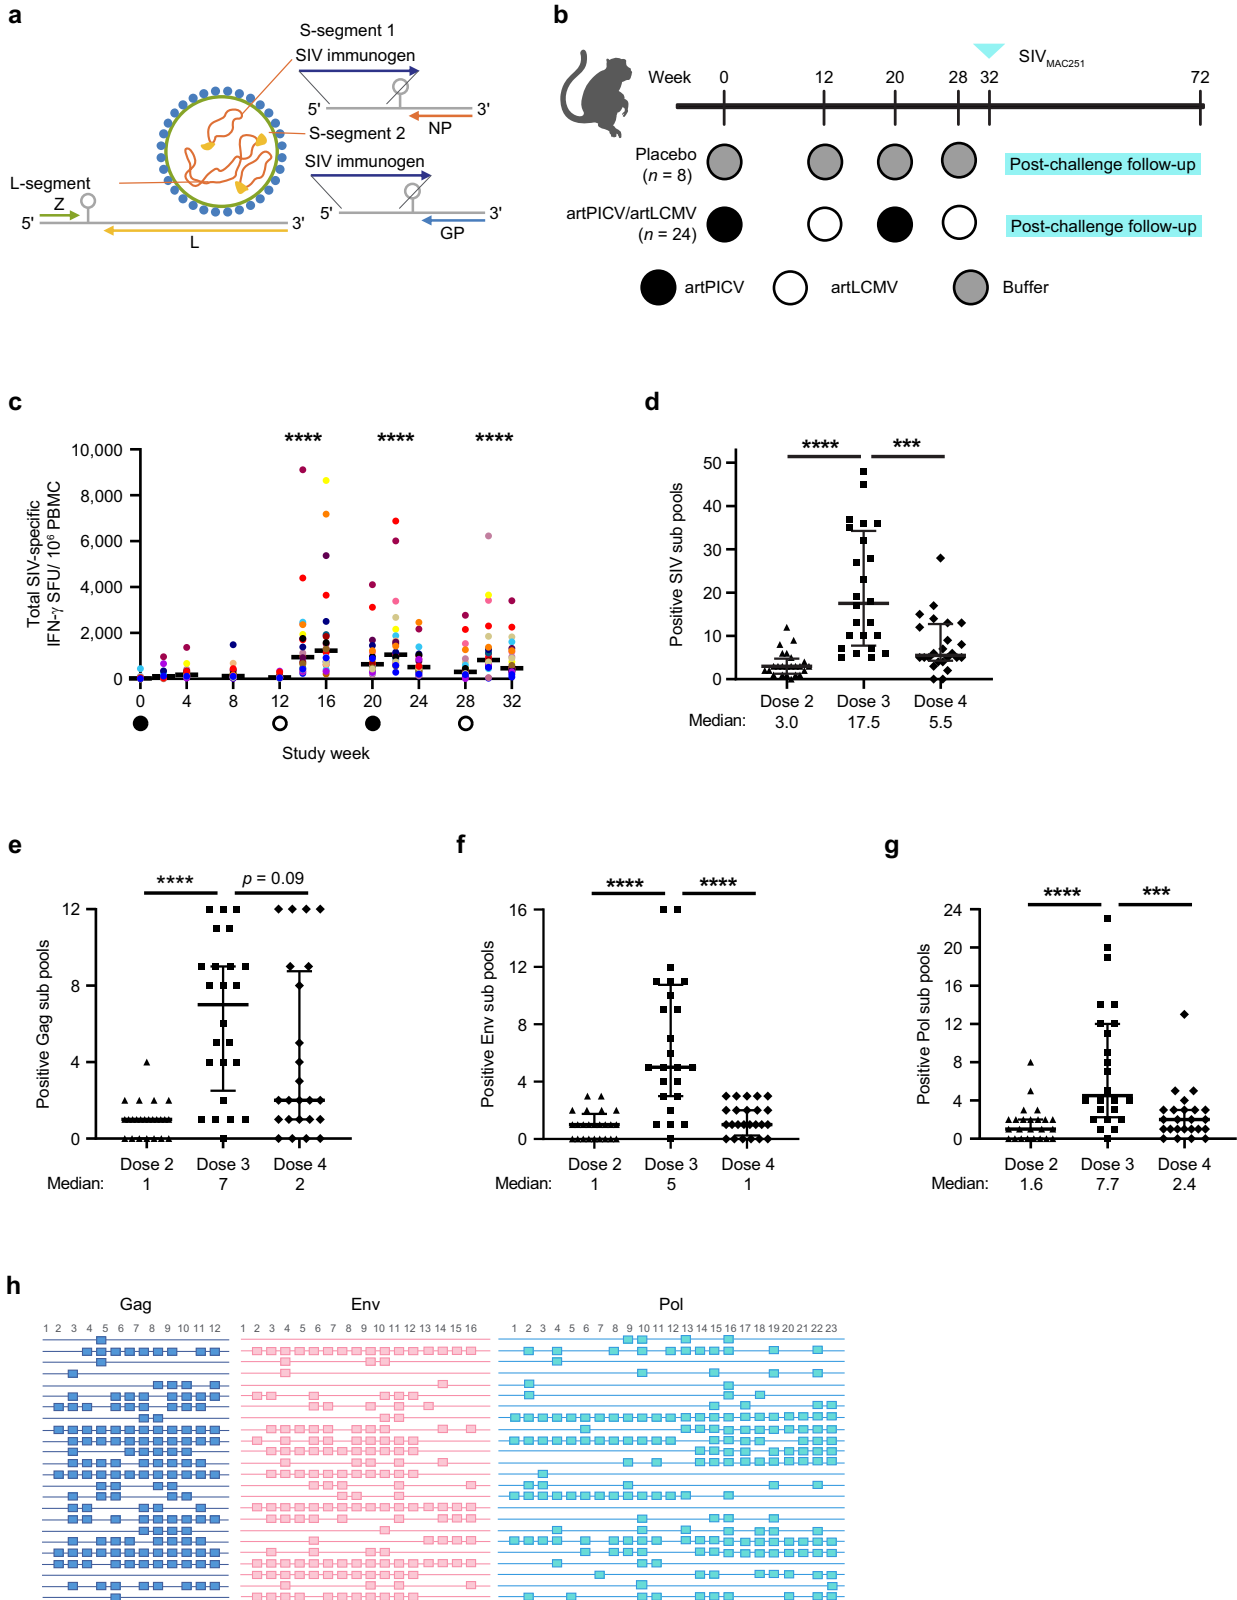 a
S-segment 1
SIV immunogen
5'
3'
NP
S-segment 2
SIV immunogen
L-segment
Z
5'
3'
L
5'
3'
GP
b
SIVMAC251
Week
0
12
20
28
32
72
Placebo
(n = 8)
Post-challenge follow-up
artPICV/artLCMV
(n = 24)
Post-challenge follow-up
artPICV
artLCMV
Buffer
c
Total SIV-specific
IFN-γ SFU/ 10⁶ PBMC
10,000
8,000
6,000
4,000
2,000
0
**** **** ****
0 4 8 12 16 20 24 28 32
Study week
d
Positive SIV sub pools
50
40
30
20
10
0
**** ***
Dose 2 Dose 3 Dose 4
Median: 3.0 17.5 5.5
e
Positive Gag sub pools
12
8
4
0
**** p = 0.09
Dose 2 Dose 3 Dose 4
Median: 1 7 2
f
Positive Env sub pools
16
12
8
4
0
**** ****
Dose 2 Dose 3 Dose 4
Median: 1 5 1
g
Positive Pol sub pools
24
20
16
12
8
4
0
**** ***
Dose 2 Dose 3 Dose 4
Median: 1.6 7.7 2.4
h
Gag Env Pol
1 2 3 4 5 6 7 8 9 10 11 12
1 2 3 4 5 6 7 8 9 10 11 12 13 14 15 16
1 2 3 4 5 6 7 8 9 10 11 12 13 14 15 16 17 18 19 20 21 22 23